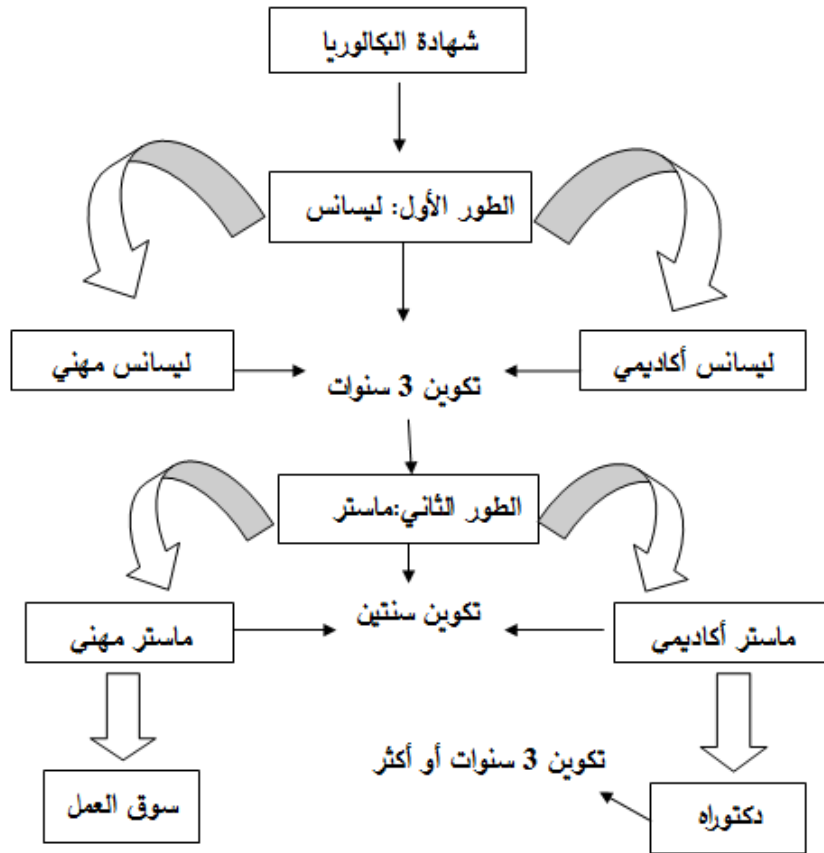 شهادة البكالوريا
الطور الأول: ليسانس
ليسانس أكاديمي
ليسانس مهني
تكوين 3 سنوات
الطور الثاني:ماستر
تكوين سنتين
ماستر أكاديمي
ماستر مهني
تكوين 3 سنوات أو أكثر
دكتوراه
سوق العمل